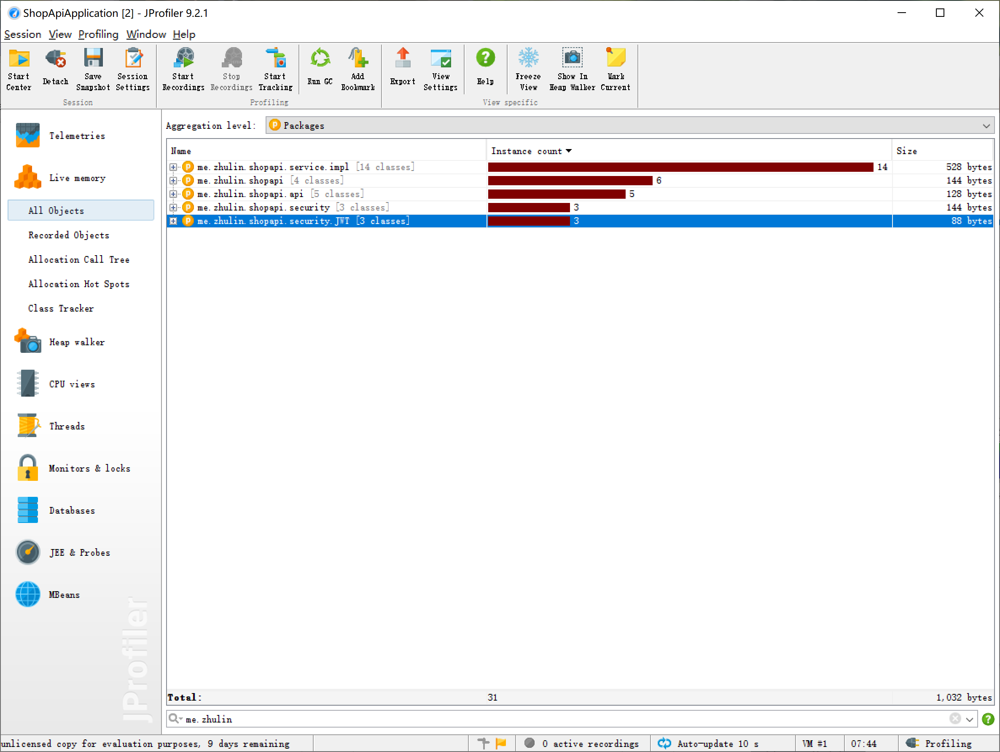 ShopApiApplication [2] - JProfiler 9.2.1
Session View Profiling Window Help
Start Center
Detach
Save Snapshot
Session Settings
Start Recordings
Stop Recordings
Start Tracking
Run GC
Add Bookmark
Export
View Settings
Help
Freeze View
Show In Heap Walker
Mark Current
Session
Profiling
View specific
Telemetries
Live memory
All Objects
Recorded Objects
Allocation Call Tree
Allocation Hot Spots
Class Tracker
Heap walker
CPU views
Threads
Monitors & locks
Databases
JEE & Probes
MBeans
JProfiler
Aggregation level: P Packages
Name Instance count Size
P me.zhulin.shopapi.service.impl [14 classes] 14 528 bytes
P me.zhulin.shopapi [4 classes] 6 144 bytes
P me.zhulin.shopapi.api [5 classes] 5 128 bytes
P me.zhulin.shopapi.security [3 classes] 3 144 bytes
P me.zhulin.shopapi.security.JWT [3 classes] 3 88 bytes
Total: 31 1,032 bytes
me.zhulin
unlicensed copy for evaluation purposes, 9 days remaining
0 active recordings
Auto-update 10 s
VM #1
07:44
Profiling